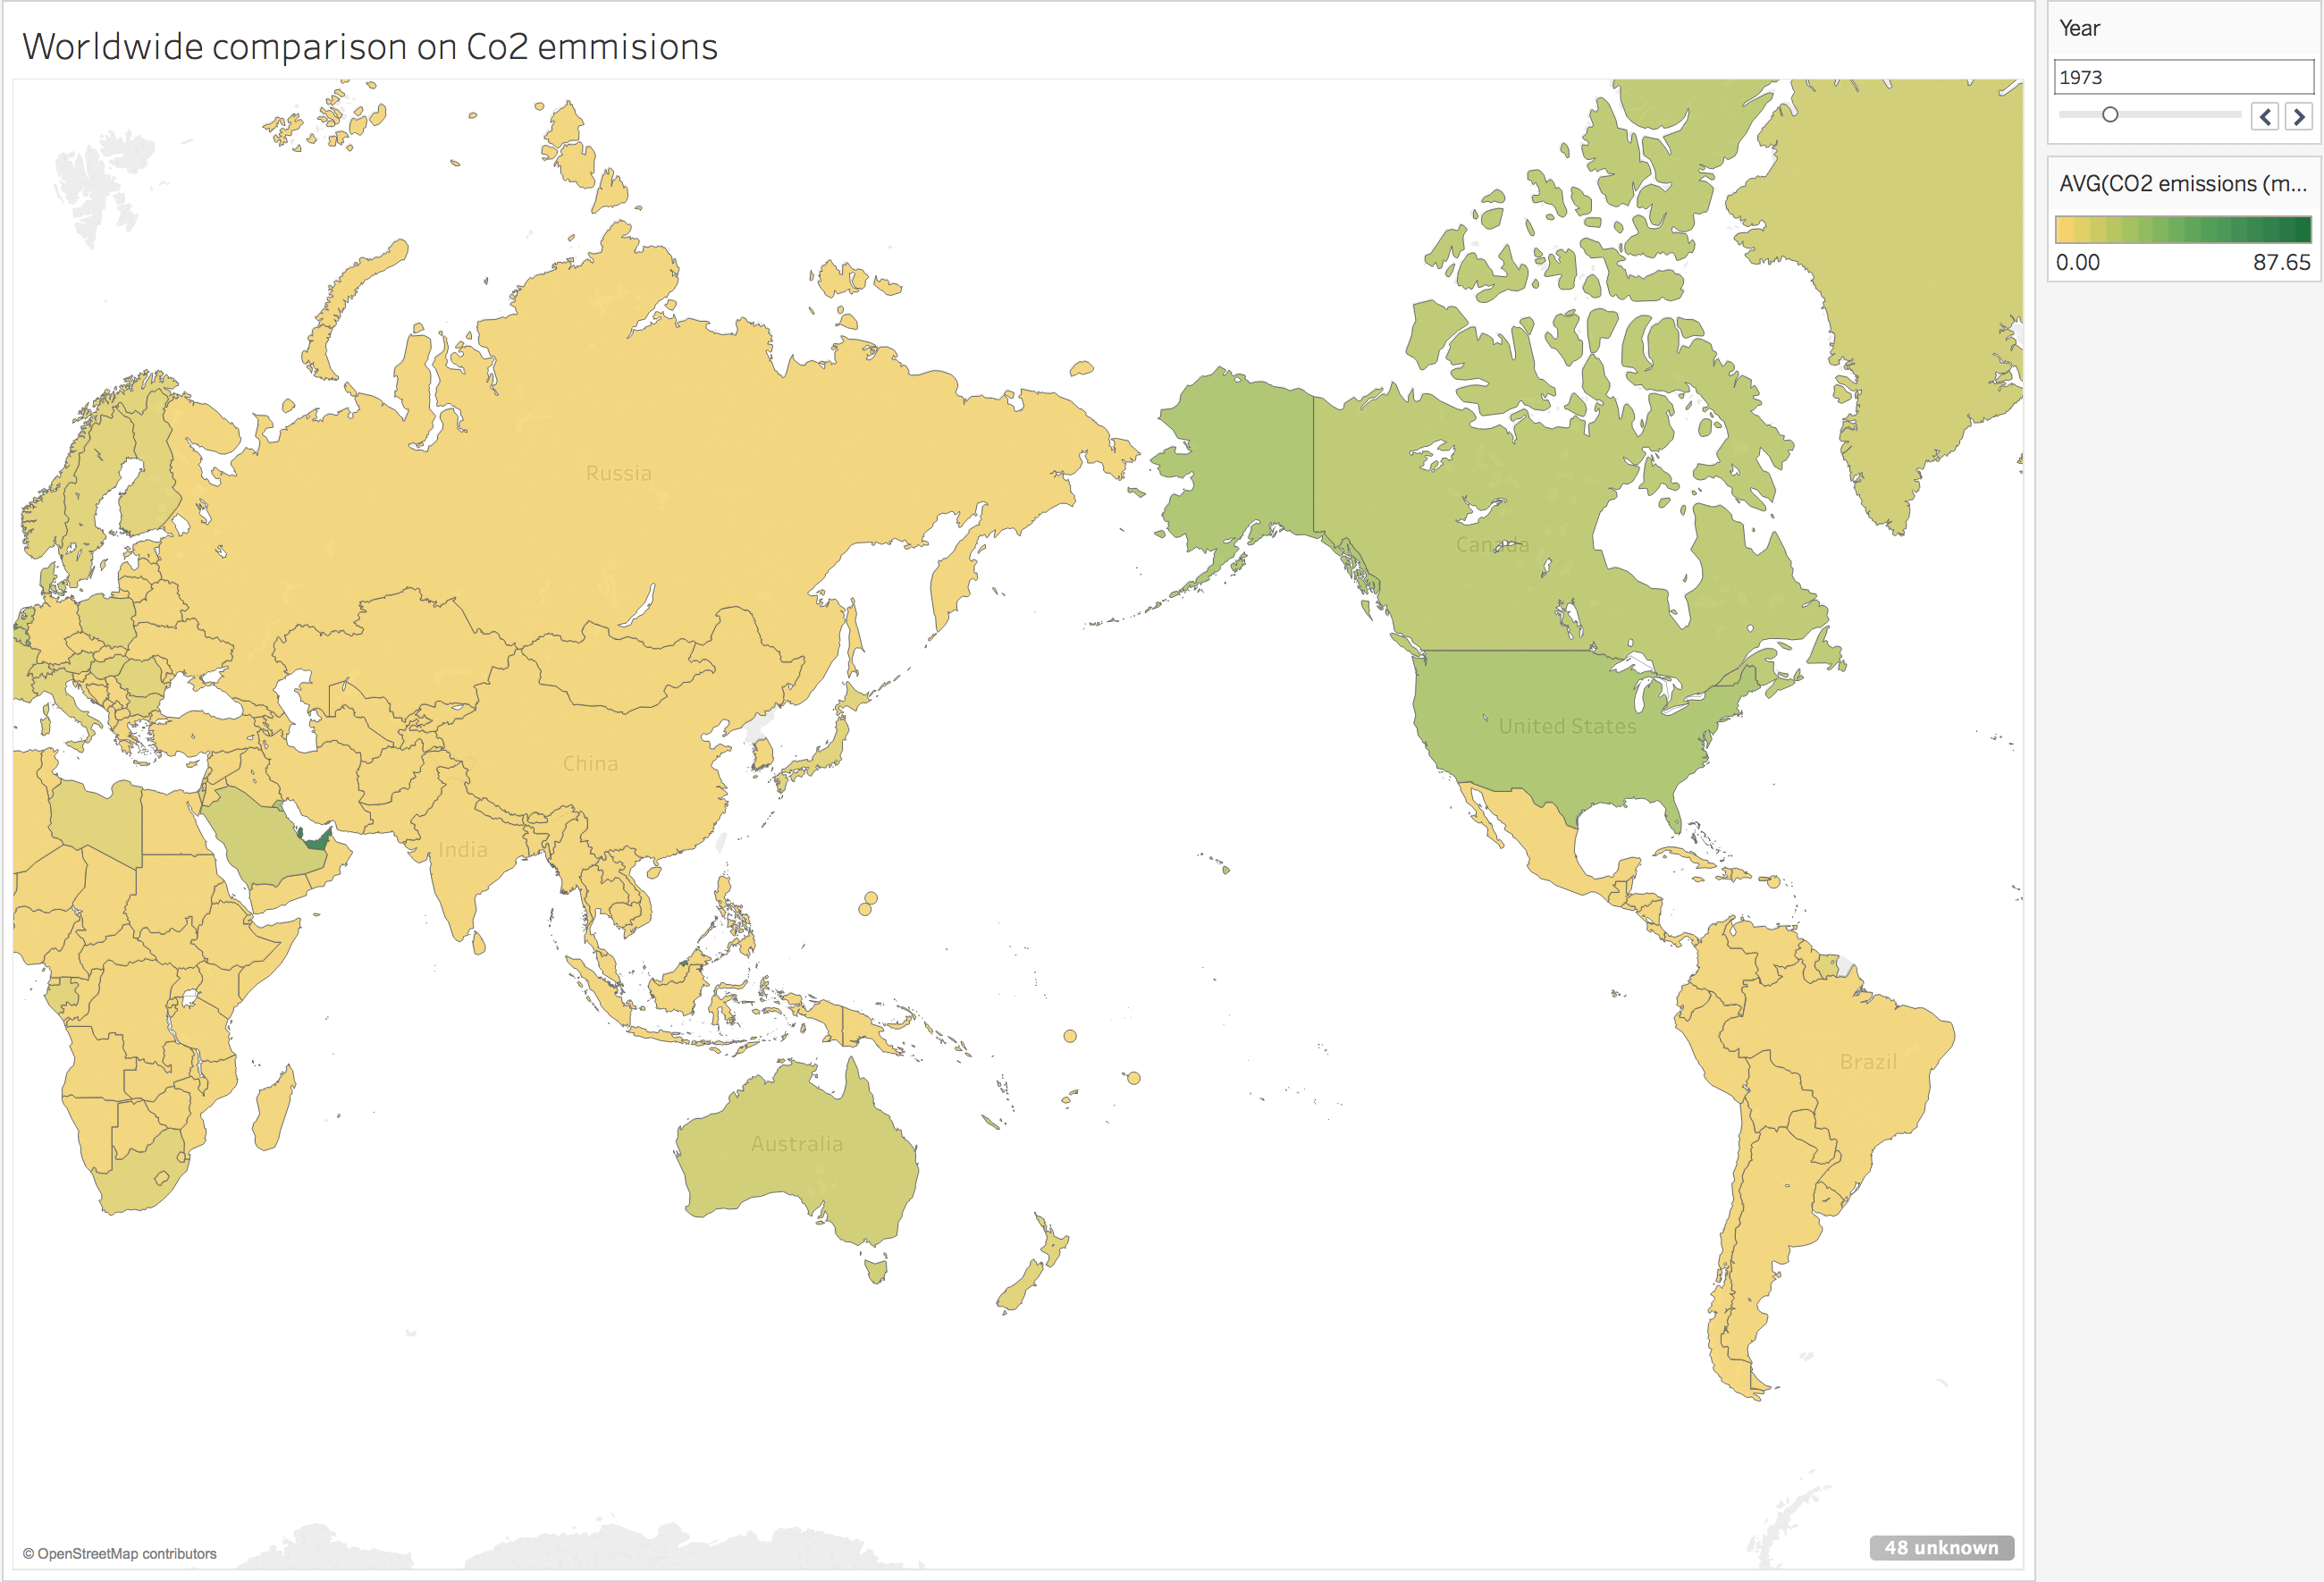 Worldwide comparison on Co2 emmisions
Year
1973
AVG(CO2 emissions (m...
0.00 87.65
Russia
Canada
United States
China
India
Brazil
Australia
© OpenStreetMap contributors
48 unknown